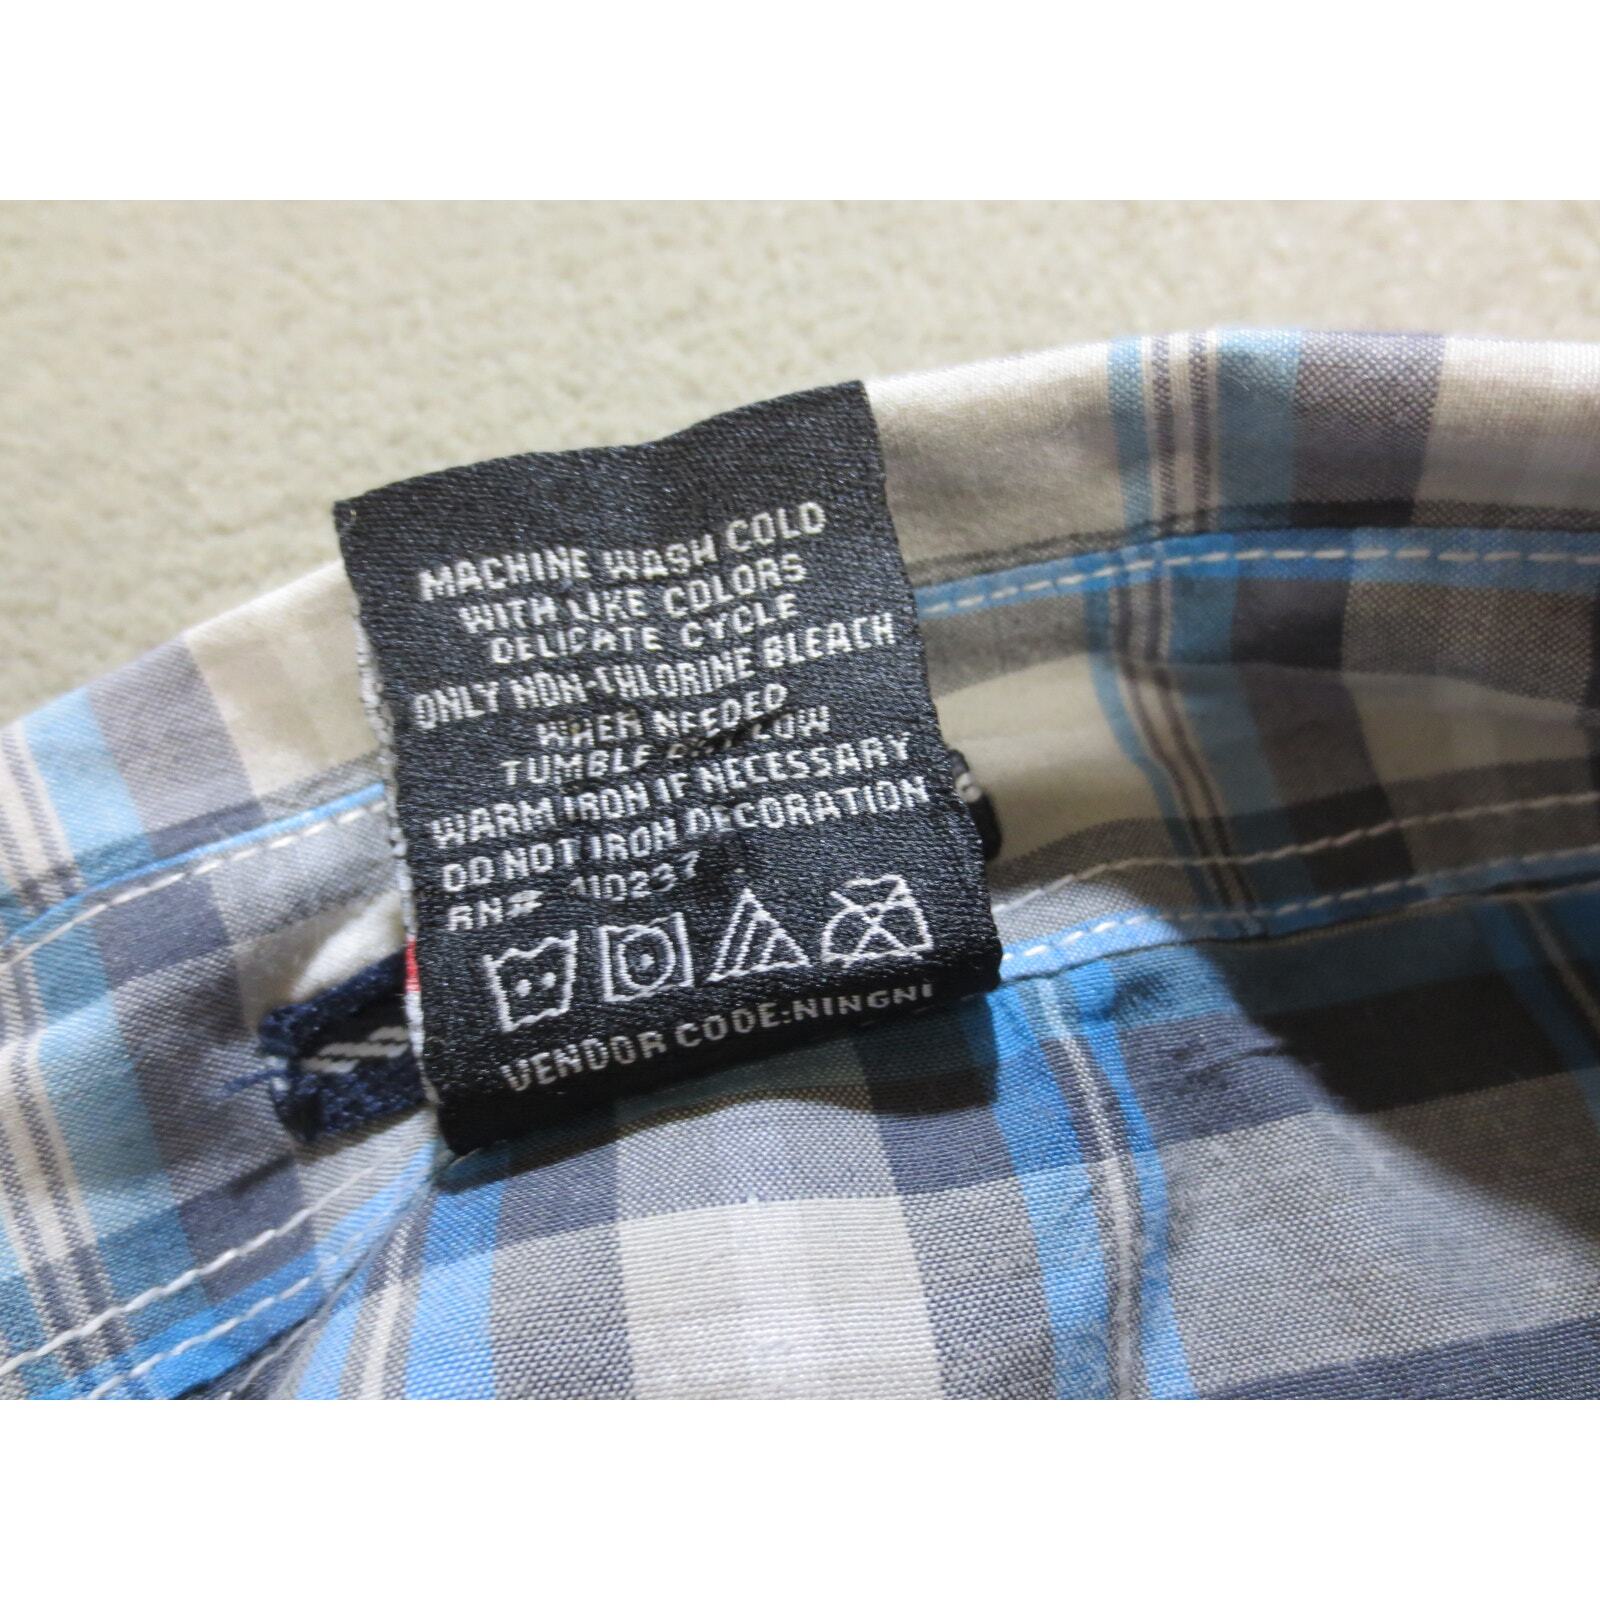 MACHINE WASH COLD
WITH LIKE COLORS
DELICATE CYCLE
ONLY NON-CHLORINE BLEACH
WHEN NEEDED
TUMBLE DRY LOW
WARM IRON IF NECESSARY
DO NOT IRON DECORATION
RN# 110237
VENDOR CODE:NINGNI